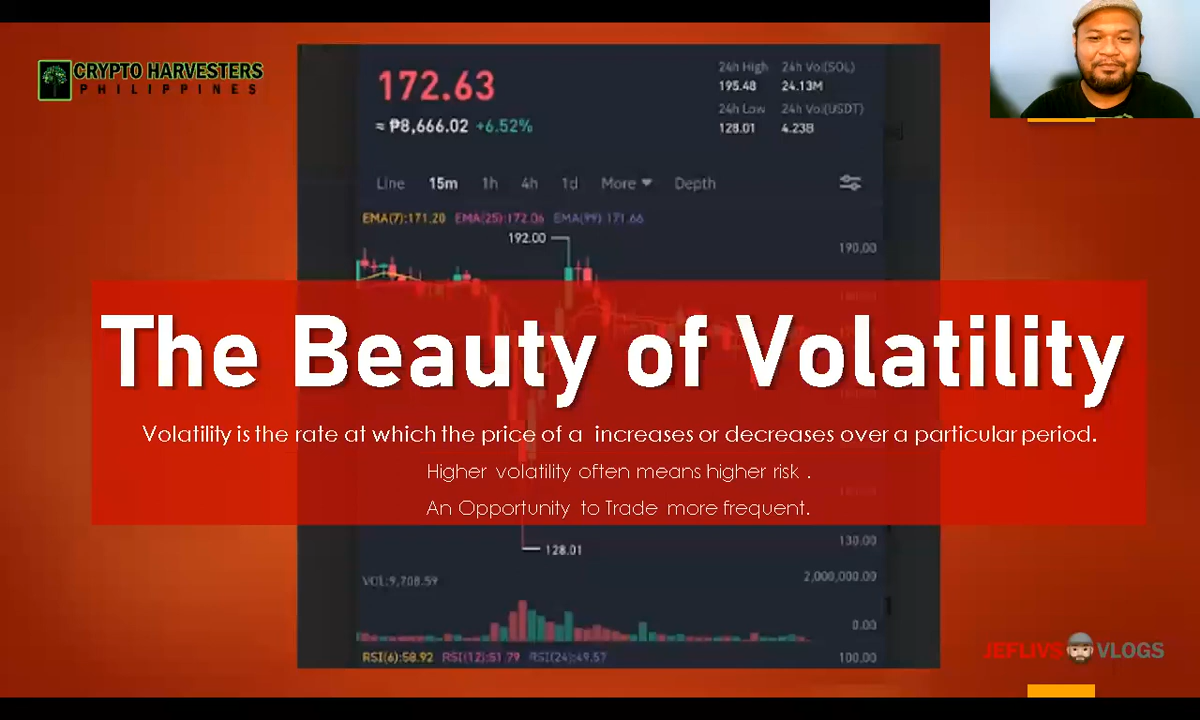 CRYPTO HARVESTERS
PHILIPPINES
172.63
≈ ₱8,666.02 +6.52%
24h High 24h Vol(SOL)
195.48 24.13M
24h Low 24h Vol(USDT)
128.01 4.23B
Line 15m 1h 4h 1d More Depth
EMA(7):171.20 EMA(25):172.06 EMA(99):171.66
192.00
190.00
The Beauty of Volatility
Volatility is the rate at which the price of a increases or decreases over a particular period.
Higher volatility often means higher risk .
An Opportunity to Trade more frequent.
130.00
128.01
VOL:9,708.59
2,000,000.00
0.00
RSI(6):58.92 RSI(12):51.79 RSI(24):49.57
100.00
JEFLIVS VLOGS